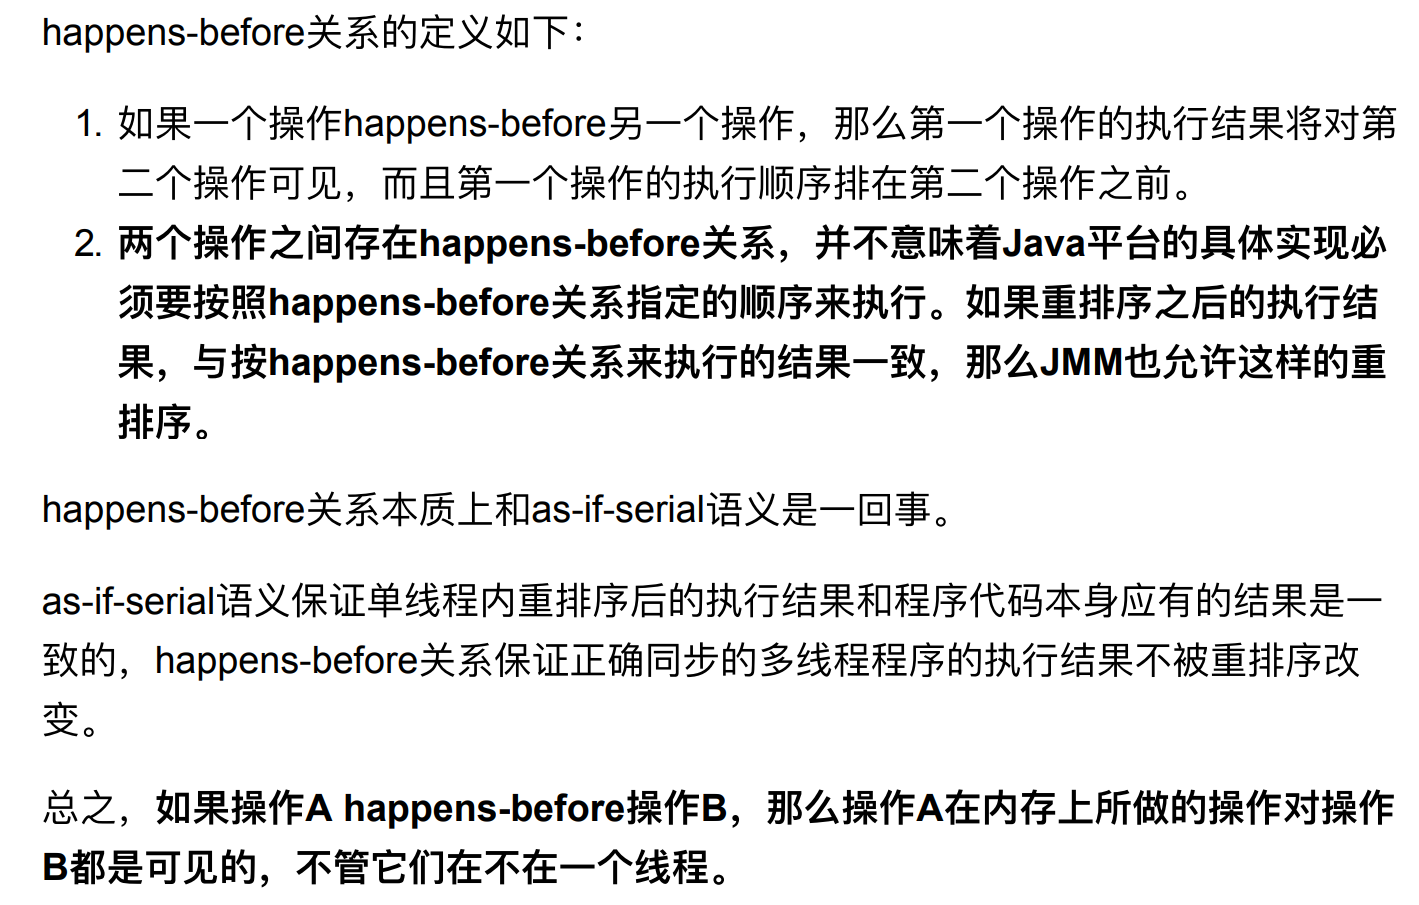 happens-before关系的定义如下：
1. 如果一个操作happens-before另一个操作，那么第一个操作的执行结果将对第
二个操作可见，而且第一个操作的执行顺序排在第二个操作之前。
2. 两个操作之间存在happens-before关系，并不意味着Java平台的具体实现必
须要按照happens-before关系指定的顺序来执行。如果重排序之后的执行结
果，与按happens-before关系来执行的结果一致，那么JMM也允许这样的重
排序。
happens-before关系本质上和as-if-serial语义是一回事。
as-if-serial语义保证单线程内重排序后的执行结果和程序代码本身应有的结果是一
致的，happens-before关系保证正确同步的多线程程序的执行结果不被重排序改
变。
总之，如果操作A happens-before操作B，那么操作A在内存上所做的操作对操作
B都是可见的，不管它们在不在一个线程。